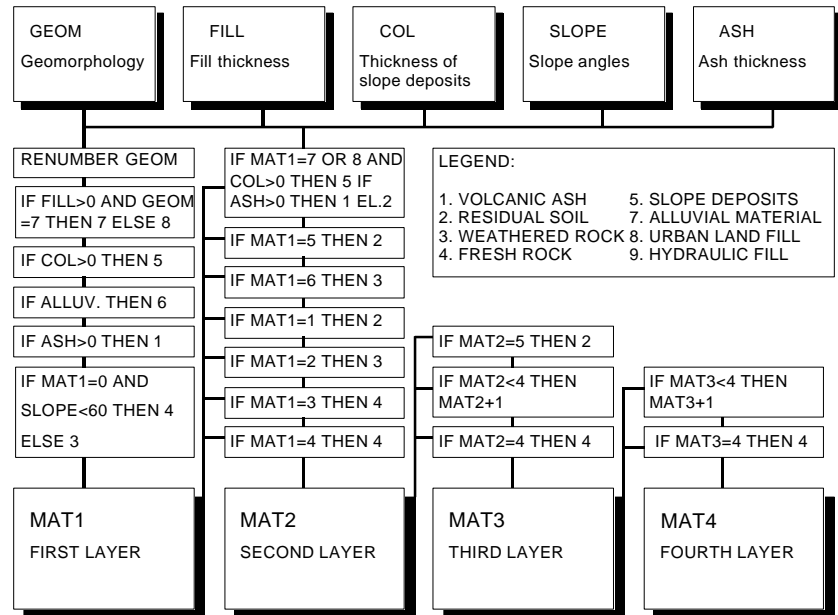 GEOM
Geomorphology
FILL
Fill thickness
COL
Thickness of
slope deposits
SLOPE
Slope angles
ASH
Ash thickness
RENUMBER GEOM
IF FILL>0 AND GEOM
=7 THEN 7 ELSE 8
IF COL>0 THEN 5
IF ALLUV. THEN 6
IF ASH>0 THEN 1
IF MAT1=0 AND
SLOPE<60 THEN 4
ELSE 3
MAT1
FIRST LAYER
IF MAT1=7 OR 8 AND
COL>0 THEN 5 IF
ASH>0 THEN 1 EL.2
IF MAT1=5 THEN 2
IF MAT1=6 THEN 3
IF MAT1=1 THEN 2
IF MAT1=2 THEN 3
IF MAT1=3 THEN 4
IF MAT1=4 THEN 4
MAT2
SECOND LAYER
LEGEND:
1. VOLCANIC ASH
2. RESIDUAL SOIL
3. WEATHERED ROCK
4. FRESH ROCK
5. SLOPE DEPOSITS
7. ALLUVIAL MATERIAL
8. URBAN LAND FILL
9. HYDRAULIC FILL
IF MAT2=5 THEN 2
IF MAT2<4 THEN
MAT2+1
IF MAT2=4 THEN 4
MAT3
THIRD LAYER
IF MAT3<4 THEN
MAT3+1
IF MAT3=4 THEN 4
MAT4
FOURTH LAYER